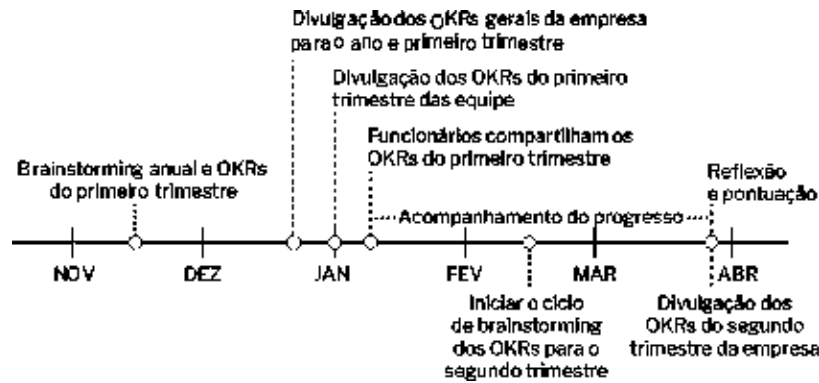 Divulgação dos OKRs gerais da empresa
para o ano e primeiro trimestre
Divulgação dos OKRs do primeiro
trimestre das equipe
Funcionários compartilham os
OKRs do primeiro trimestre
Brainstorming anual e OKRs
do primeiro trimestre
Reflexão
e pontuação
Acompanhamento do progresso
NOV
DEZ
JAN
FEV
MAR
ABR
Iniciar o ciclo
de brainstorming
dos OKRs para o
segundo trimestre
Divulgação dos
OKRs do segundo
trimestre da empresa